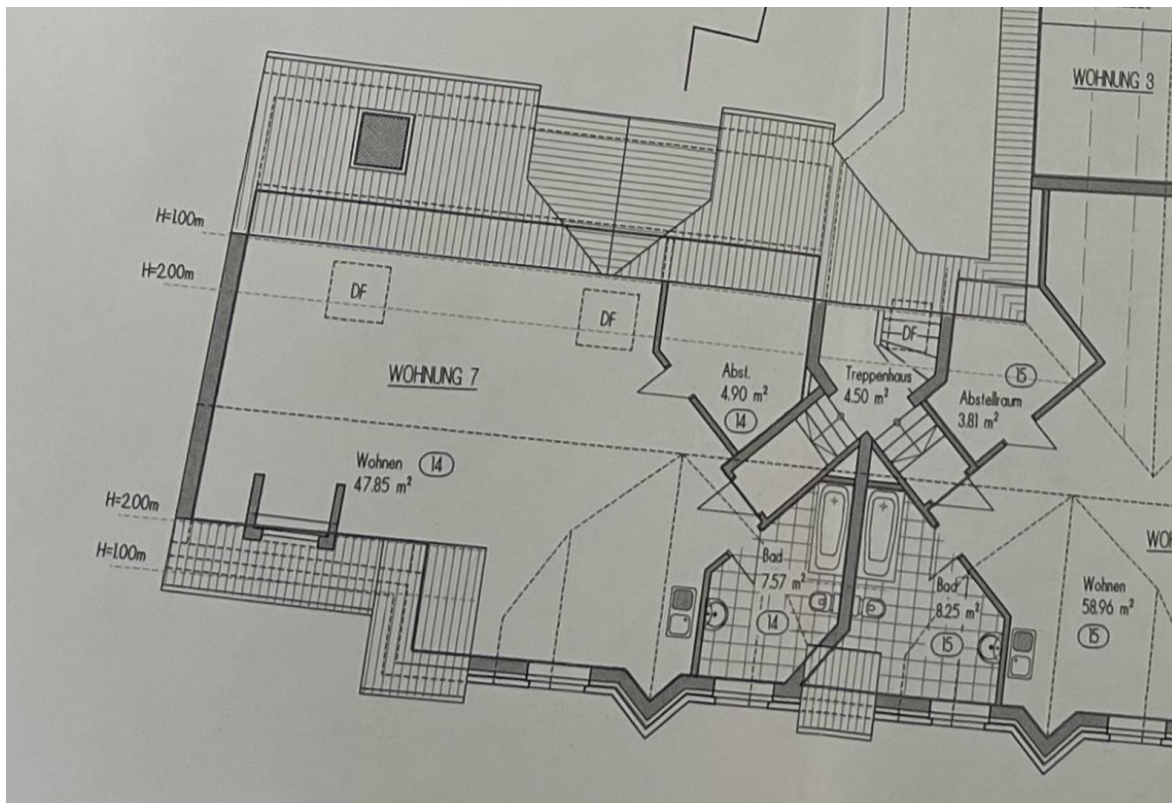 WOHNUNG 3
H=1.00m
H=2.00m
DF
DF
DF
WOHNUNG 7
Abst.
4.90 m²
14
Treppenhaus
4.50 m²
15
Abstellraum
3.81 m²
Wohnen 14
47.85 m²
H=2.00m
H=1.00m
Bad
7.57 m²
14
Bad
8.25 m²
15
WOH
Wohnen
58.96 m²
15